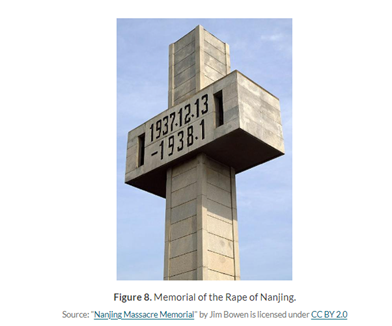 1937.12.13
-1938.1
Figure 8. Memorial of the Rape of Nanjing.
Source: "Nanjing Massacre Memorial" by Jim Bowen is licensed under CC BY 2.0